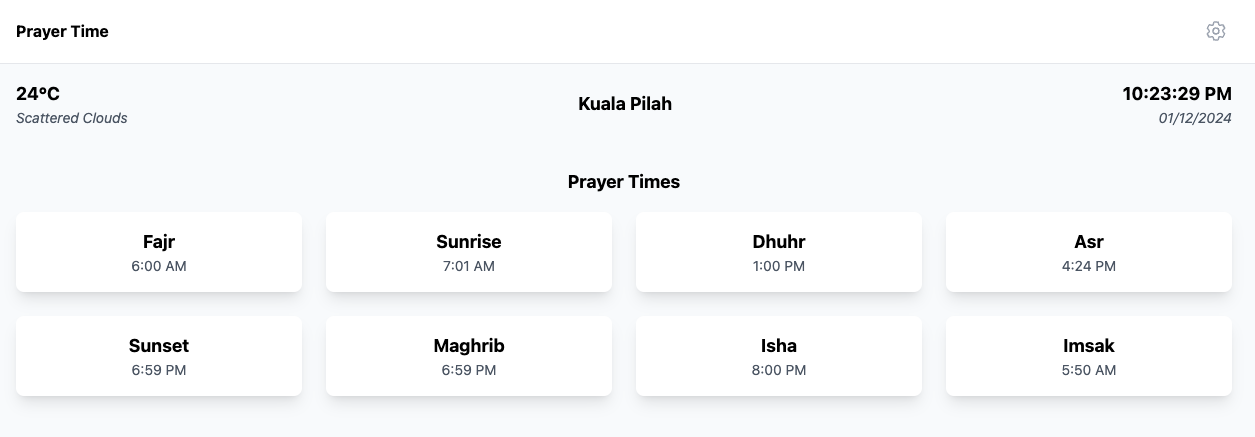 Prayer Time
24°C
Scattered Clouds
Kuala Pilah
10:23:29 PM
01/12/2024
Prayer Times
Fajr
6:00 AM
Sunrise
7:01 AM
Dhuhr
1:00 PM
Asr
4:24 PM
Sunset
6:59 PM
Maghrib
6:59 PM
Isha
8:00 PM
Imsak
5:50 AM